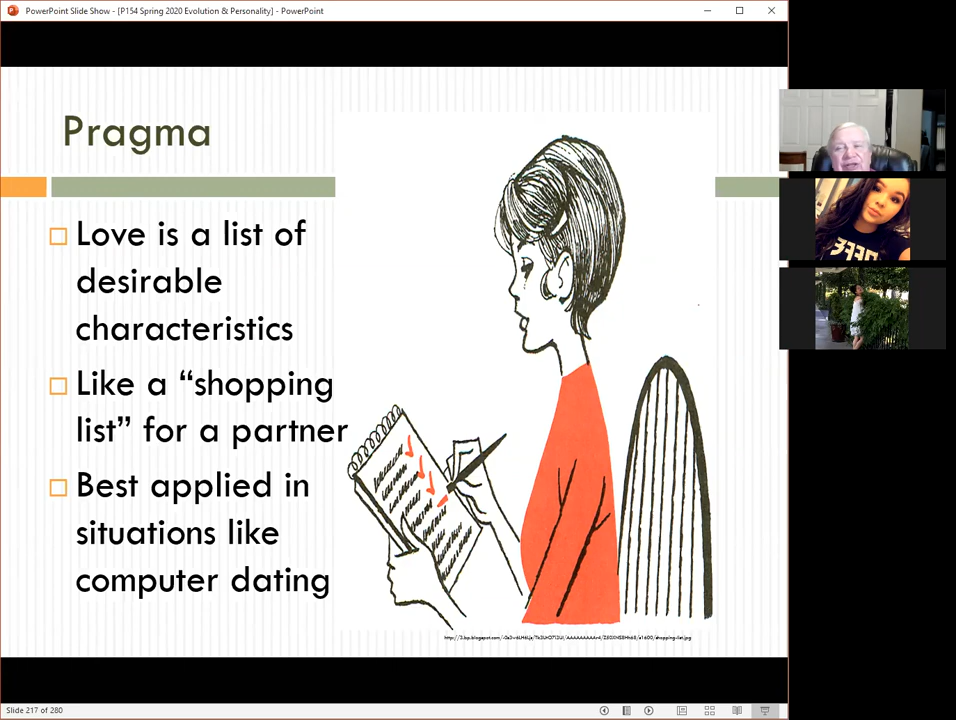 PowerPoint Slide Show - [P154 Spring 2020 Evolution & Personality] - PowerPoint
Pragma
Love is a list of
desirable
characteristics
Like a “shopping
list” for a partner
Best applied in
situations like
computer dating
Slide 217 of 280